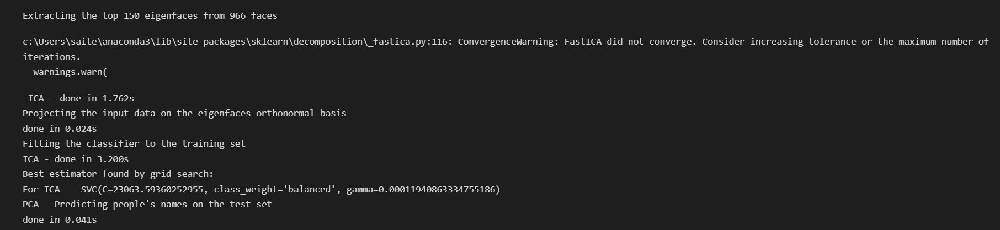 Extracting the top 150 eigenfaces from 966 faces
c:\Users\saite\anaconda3\lib\site-packages\sklearn\decomposition\_fastica.py:116: ConvergenceWarning: FastICA did not converge. Consider increasing tolerance or the maximum number of
iterations.
  warnings.warn(
 ICA - done in 1.762s
Projecting the input data on the eigenfaces orthonormal basis
done in 0.024s
Fitting the classifier to the training set
ICA - done in 3.200s
Best estimator found by grid search:
For ICA -  SVC(C=23063.59360252955, class_weight='balanced', gamma=0.00011940863334755186)
PCA - Predicting people's names on the test set
done in 0.041s